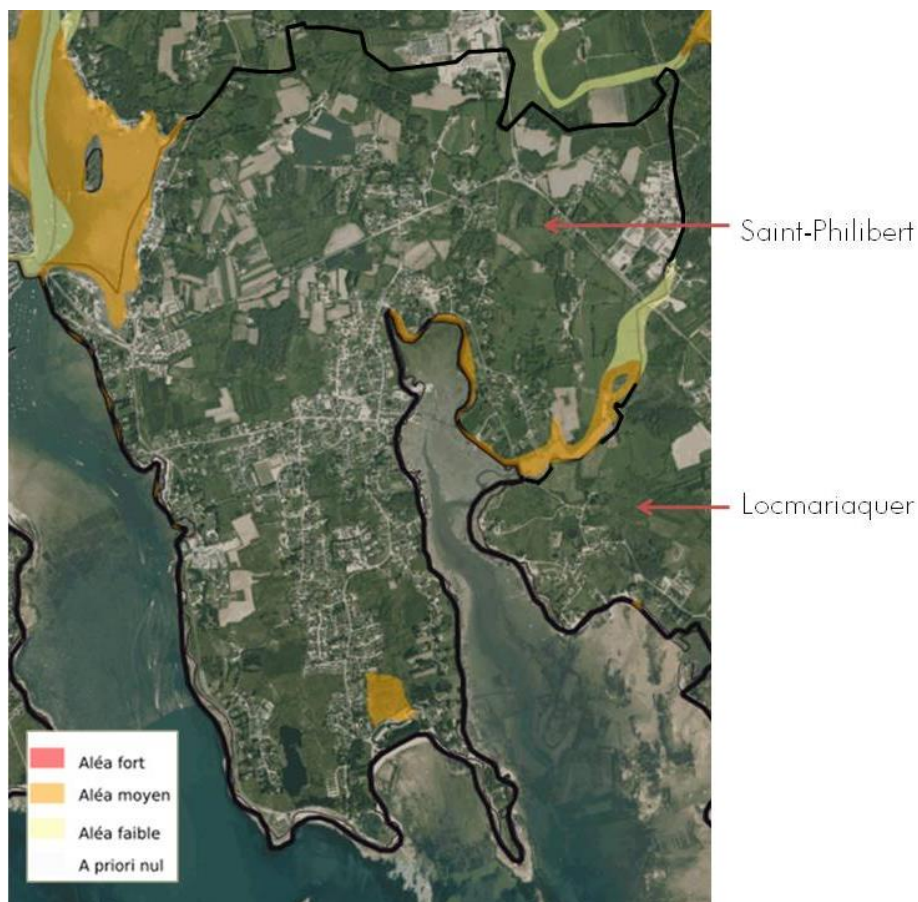 Saint-Philibert
Locmariaquer
Aléa fort
Aléa moyen
Aléa faible
A priori nul